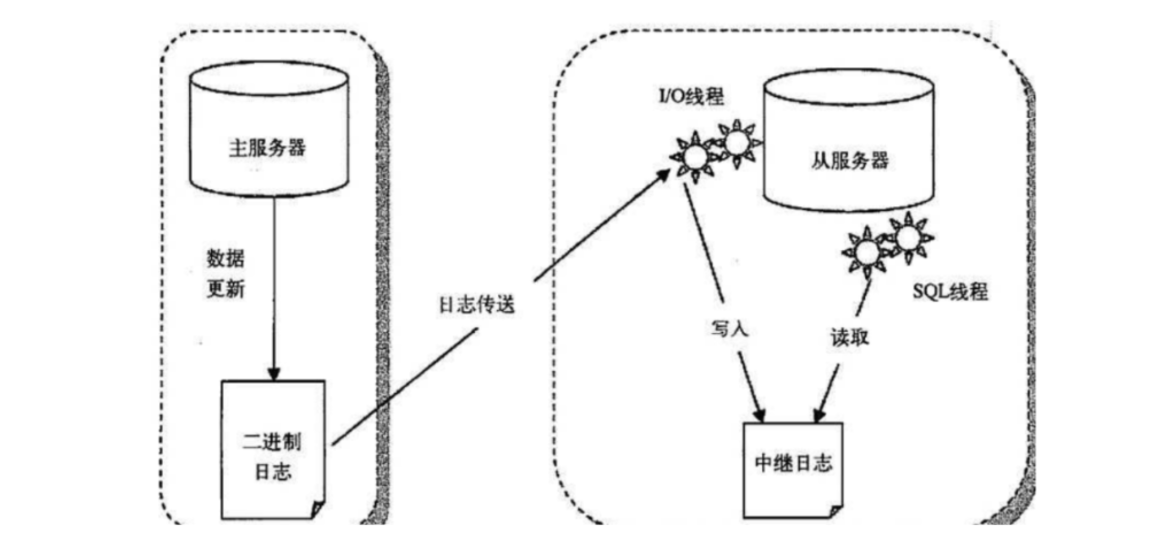 主服务器
数据
更新
二进制
日志
日志传送
I/O线程
从服务器
SQL线程
写入
读取
中继日志